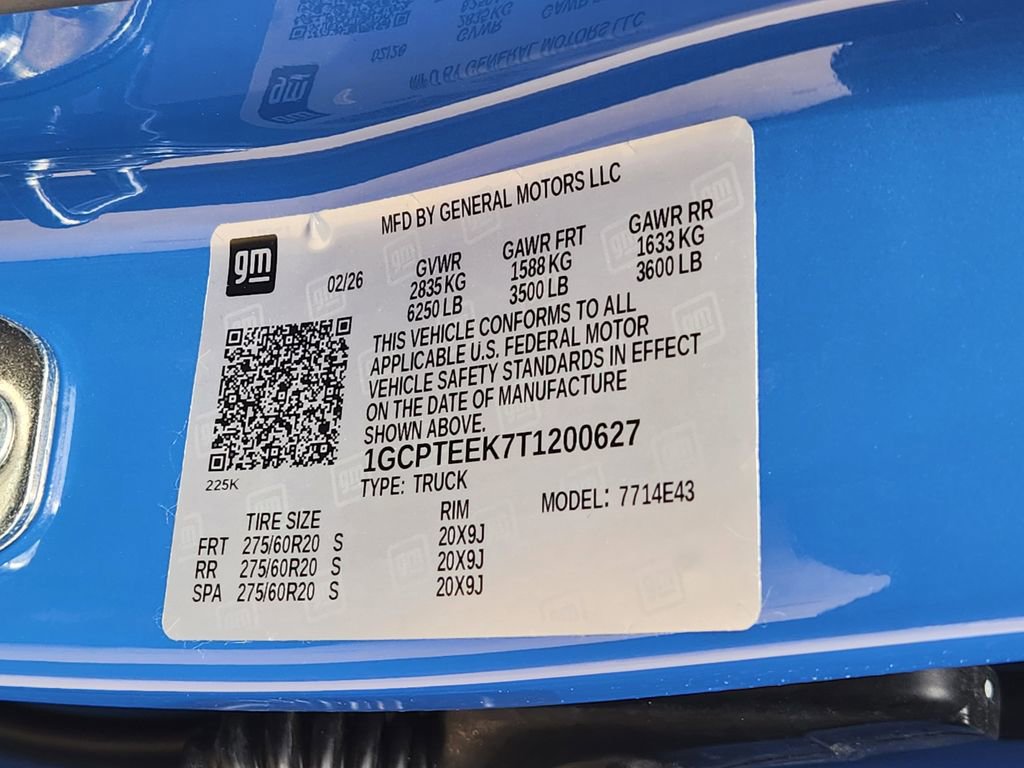 MFD BY GENERAL MOTORS LLC
gm
02/26
GVWR
2835 KG
6250 LB
GAWR FRT
1588 KG
3500 LB
GAWR RR
1633 KG
3600 LB
THIS VEHICLE CONFORMS TO ALL
APPLICABLE U.S. FEDERAL MOTOR
VEHICLE SAFETY STANDARDS IN EFFECT
ON THE DATE OF MANUFACTURE
SHOWN ABOVE.
1GCPTEEK7T1200627
225K
TYPE: TRUCK
MODEL: 7714E43
TIRE SIZE RIM
FRT 275/60R20 S 20X9J
RR 275/60R20 S 20X9J
SPA 275/60R20 S 20X9J